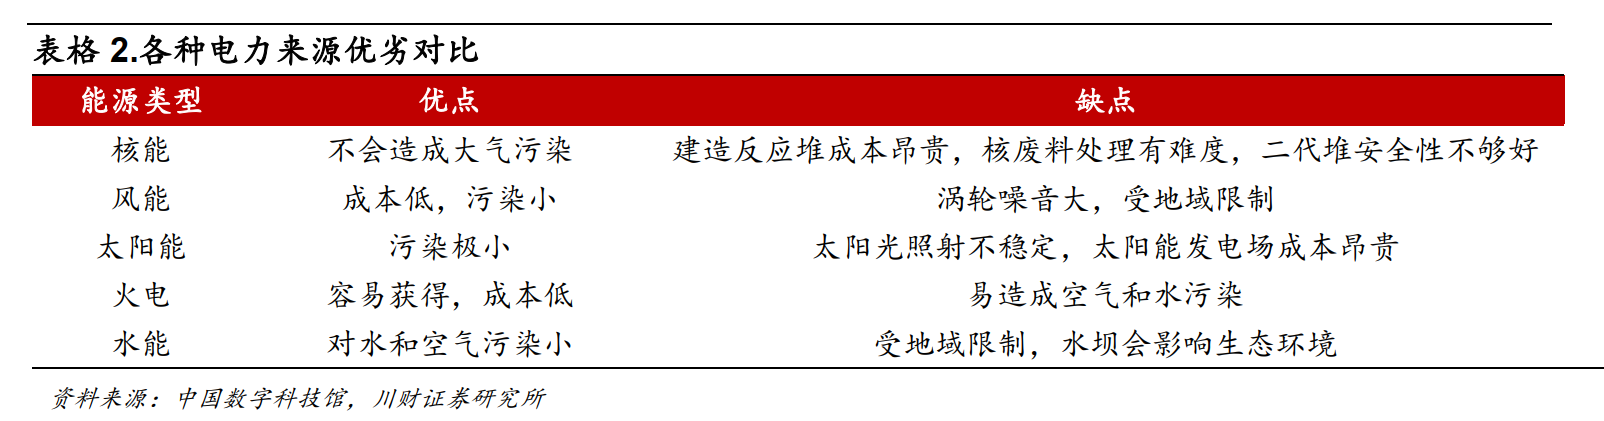 表格 2.各种电力来源优劣对比
能源类型 优点 缺点
核能 不会造成大气污染 建造反应堆成本昂贵，核废料处理有难度，二代堆安全性不够好
风能 成本低，污染小 涡轮噪音大，受地域限制
太阳能 污染极小 太阳光照射不稳定，太阳能发电场成本昂贵
火电 容易获得，成本低 易造成空气和水污染
水能 对水和空气污染小 受地域限制，水坝会影响生态环境
资料来源：中国数字科技馆，川财证券研究所